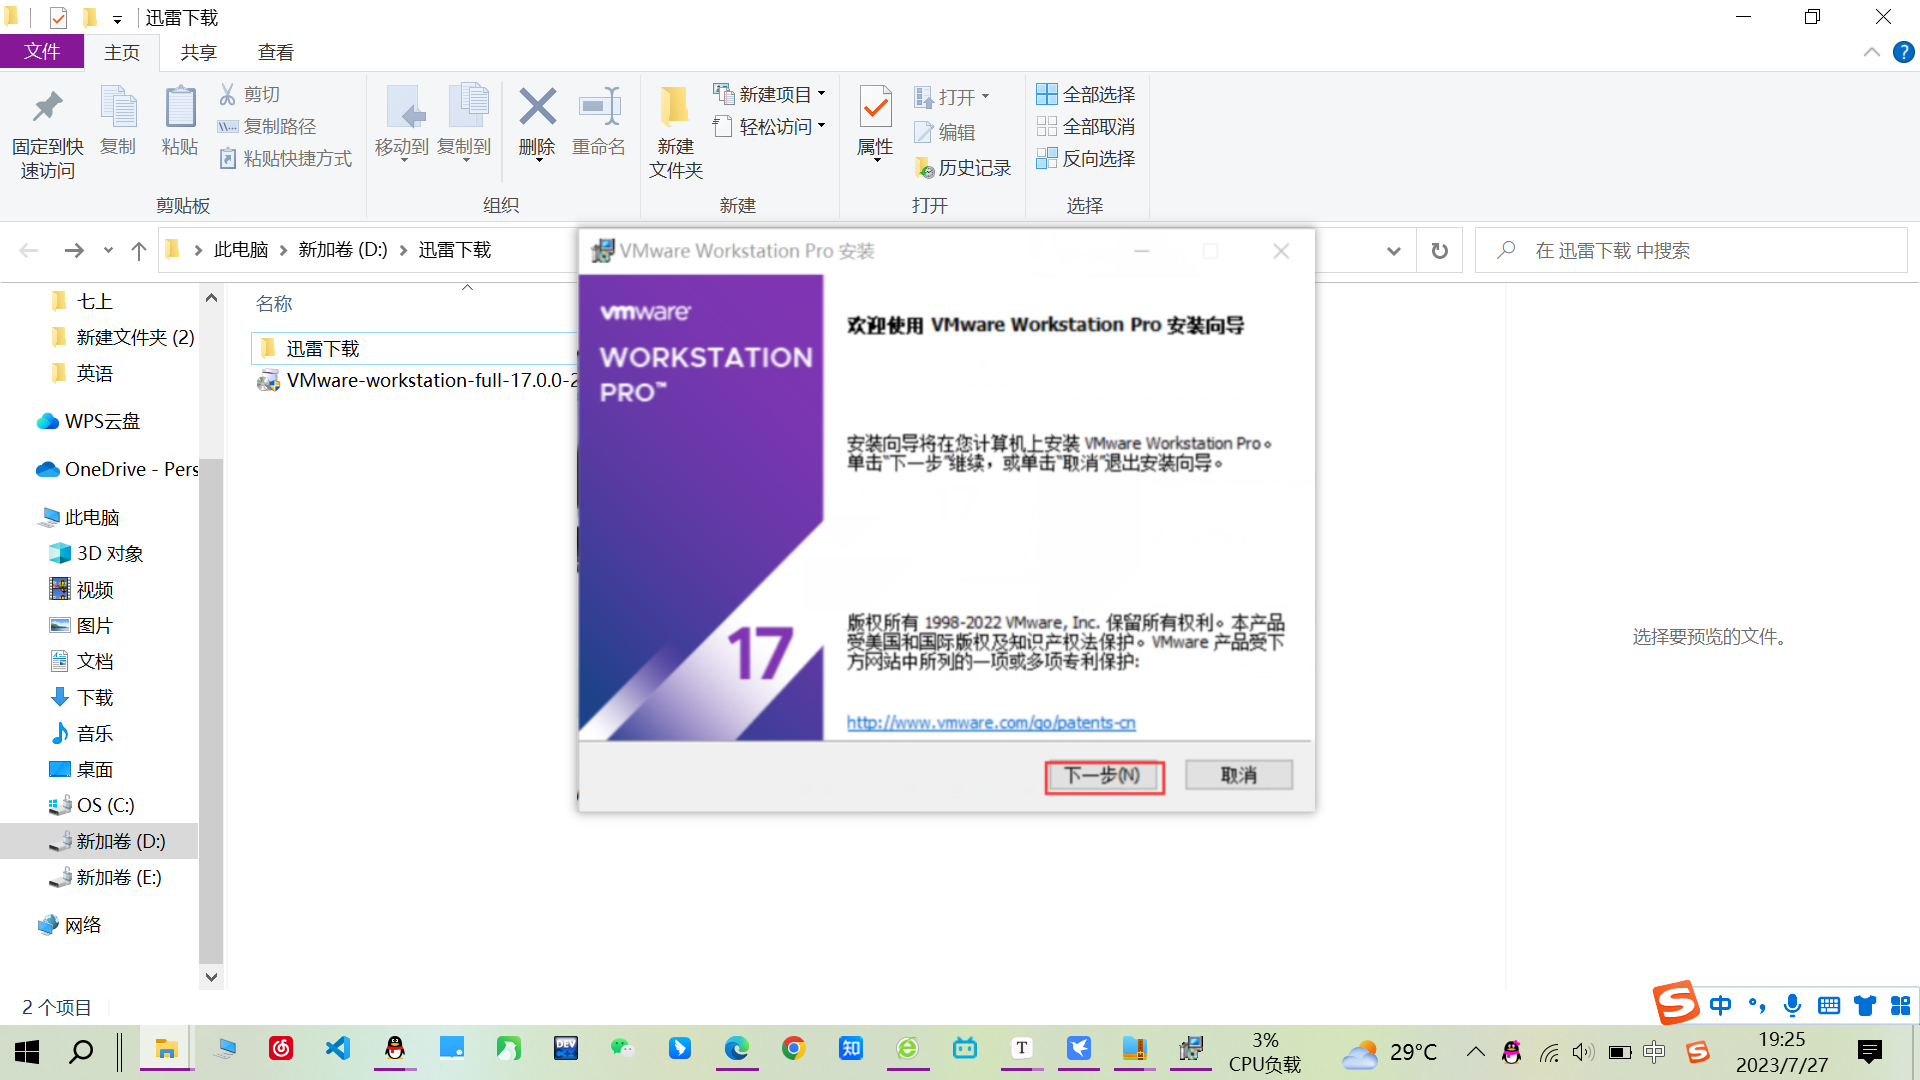 迅雷下载
文件
主页
共享
查看
固定到快
速访问
复制
粘贴
剪切
复制路径
粘贴快捷方式
剪贴板
移动到
复制到
删除
重命名
组织
新建
文件夹
新建项目
轻松访问
新建
属性
打开
编辑
历史记录
打开
全部选择
全部取消
反向选择
选择
此电脑
新加卷 (D:)
迅雷下载
在 迅雷下载 中搜索
七上
新建文件夹 (2)
英语
WPS云盘
OneDrive - Pers
此电脑
3D 对象
视频
图片
文档
下载
音乐
桌面
OS (C:)
新加卷 (D:)
新加卷 (E:)
网络
名称
迅雷下载
VMware-workstation-full-17.0.0-2
VMware Workstation Pro 安装
vmware®
WORKSTATION
PRO™
17
欢迎使用 VMware Workstation Pro 安装向导
安装向导将在您计算机上安装 VMware Workstation Pro。
单击“下一步”继续，或单击“取消”退出安装向导。
版权所有 1998-2022 VMware, Inc. 保留所有权利。本产品
受美国和国际版权及知识产权法保护。VMware 产品受下
方网站中所列的一项或多项专利保护:
http://www.vmware.com/go/patents-cn
下一步(N)
取消
选择要预览的文件。
2 个项目
中
DEV
知
T
3%
CPU负载
29°C
中
19:25
2023/7/27